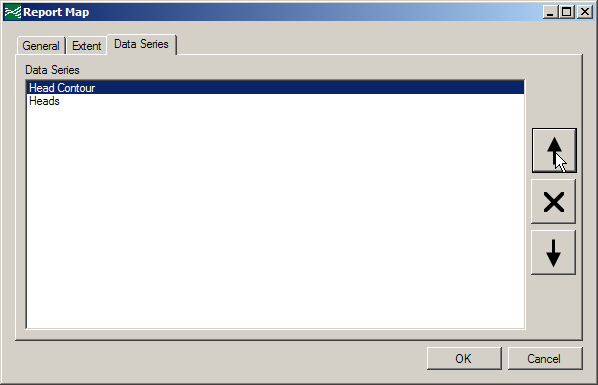 Report Map
General Extent Data Series
Data Series
Head Contour
Heads
OK Cancel